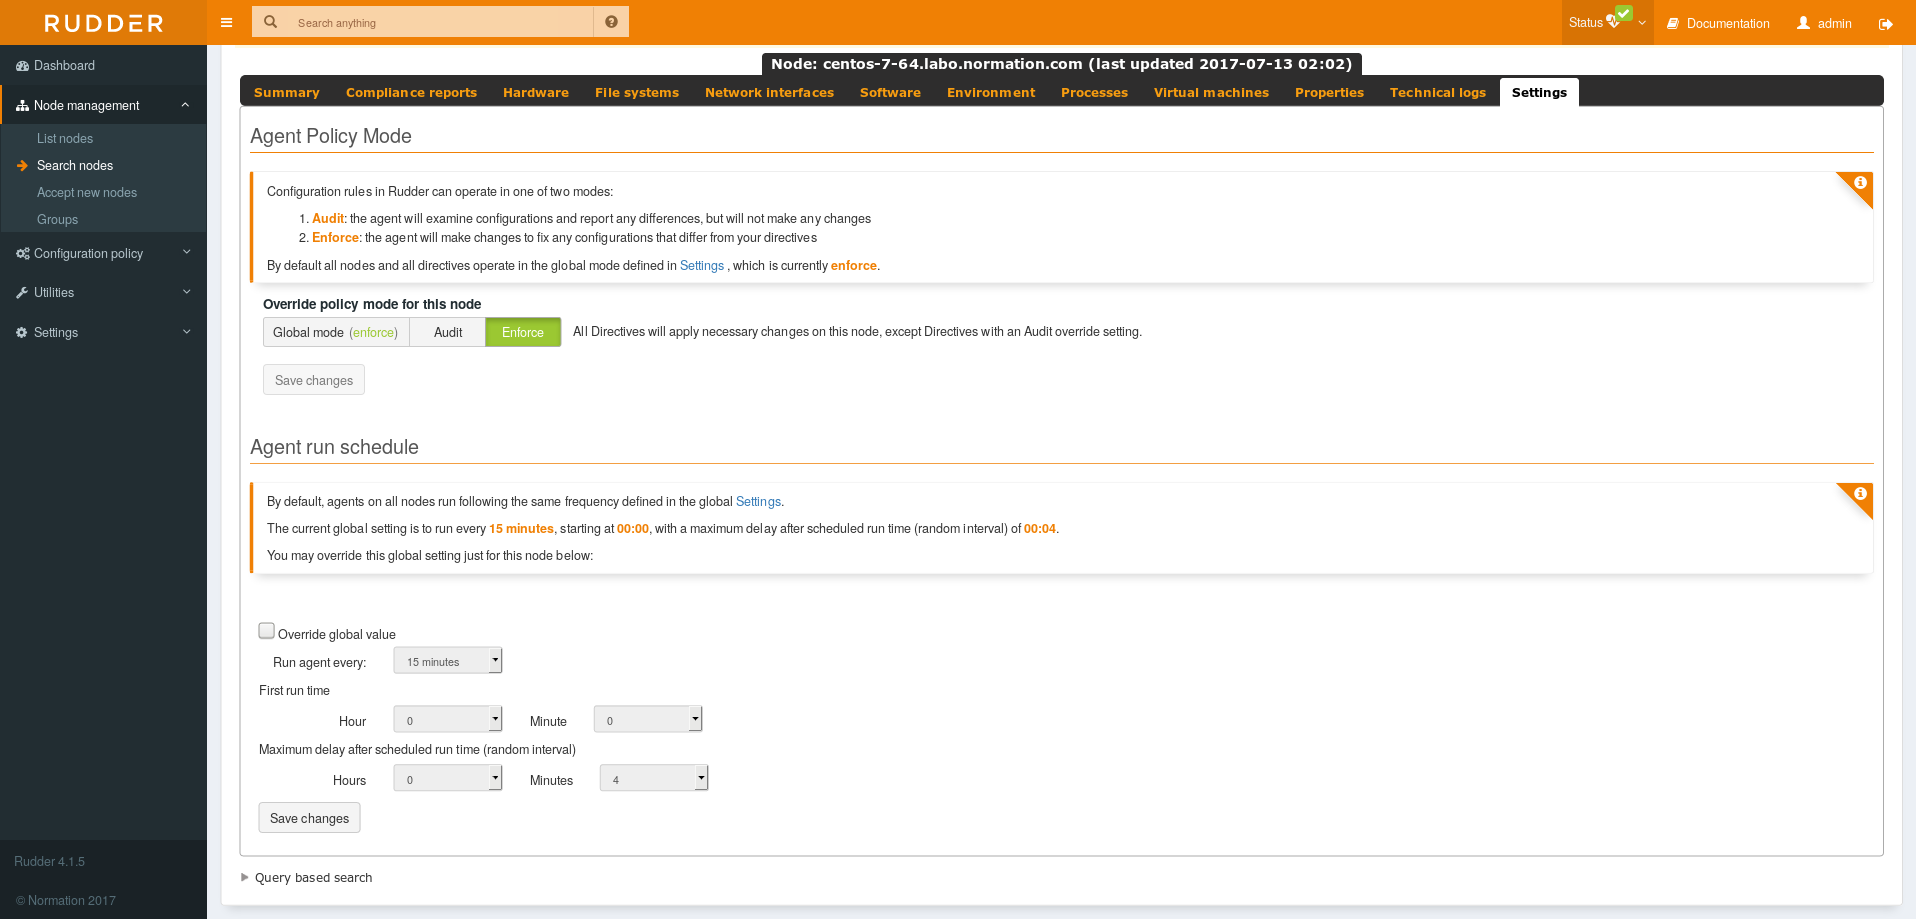 RUDDER
Search anything
Status
Documentation
admin
Dashboard
Node management
List nodes
Search nodes
Accept new nodes
Groups
Configuration policy
Utilities
Settings
Rudder 4.1.5
© Normation 2017
Node: centos-7-64.labo.normation.com (last updated 2017-07-13 02:02)
Summary Compliance reports Hardware File systems Network interfaces Software Environment Processes Virtual machines Properties Technical logs Settings
Agent Policy Mode
Configuration rules in Rudder can operate in one of two modes:
1. Audit: the agent will examine configurations and report any differences, but will not make any changes
2. Enforce: the agent will make changes to fix any configurations that differ from your directives
By default all nodes and all directives operate in the global mode defined in Settings , which is currently enforce.
Override policy mode for this node
Global mode (enforce) Audit Enforce All Directives will apply necessary changes on this node, except Directives with an Audit override setting.
Save changes
Agent run schedule
By default, agents on all nodes run following the same frequency defined in the global Settings.
The current global setting is to run every 15 minutes, starting at 00:00, with a maximum delay after scheduled run time (random interval) of 00:04.
You may override this global setting just for this node below:
Override global value
Run agent every: 15 minutes
First run time
Hour 0 Minute 0
Maximum delay after scheduled run time (random interval)
Hours 0 Minutes 4
Save changes
Query based search